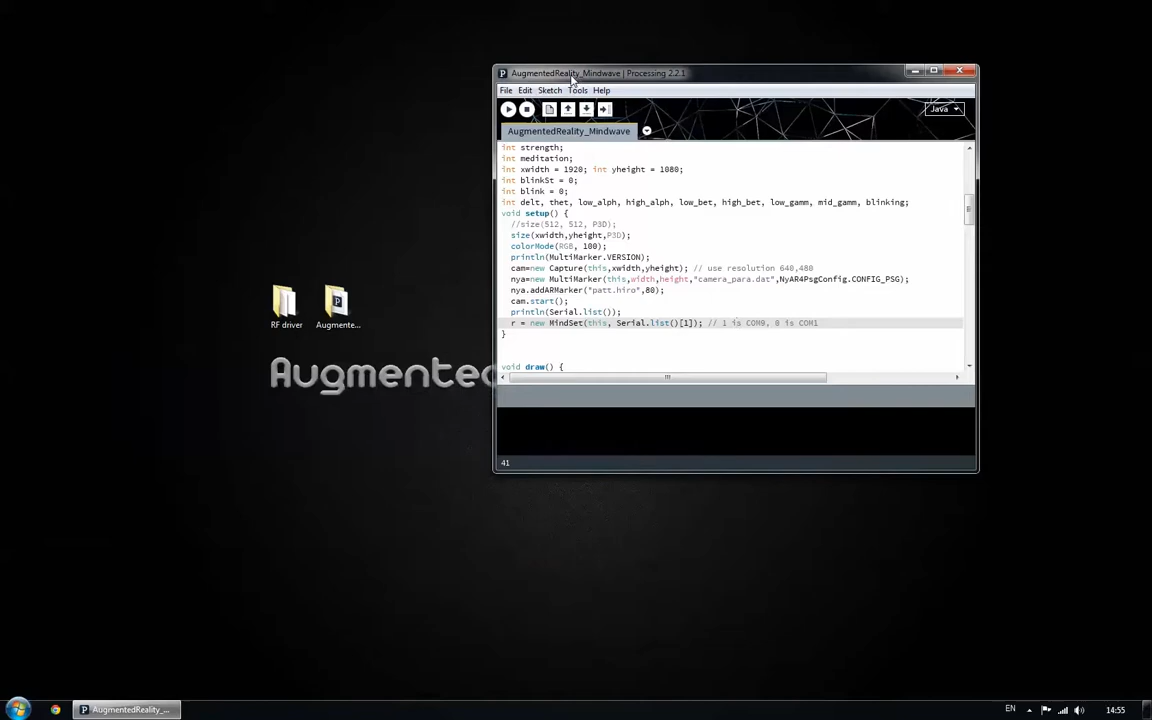 AugmentedReality_Mindwave | Processing 2.2.1
File Edit Sketch Tools Help
Java
AugmentedReality_Mindwave
int strength;
int meditation;
int xwidth = 1920; int yheight = 1080;
int blinkSt = 0;
int blink = 0;
int delt, thet, low_alph, high_alph, low_bet, high_bet, low_gamm, mid_gamm, blinking;
void setup() {
//size(512, 512, P3D);
size(xwidth,yheight,P3D);
colorMode(RGB, 100);
println(MultiMarker.VERSION);
cam=new Capture(this,xwidth,yheight); // use resolution 640,480
nya=new MultiMarker(this,width,height,"camera_para.dat",NyAR4PsgConfig.CONFIG_PSG);
nya.addARMarker("patt.hiro",80);
cam.start();
println(Serial.list());
r = new MindSet(this, Serial.list()[1]); // 1 is COM9, 0 is COM1
}
void draw() {
41
RF driver
Augmente...
Augmented
AugmentedReality_...
EN
14:55